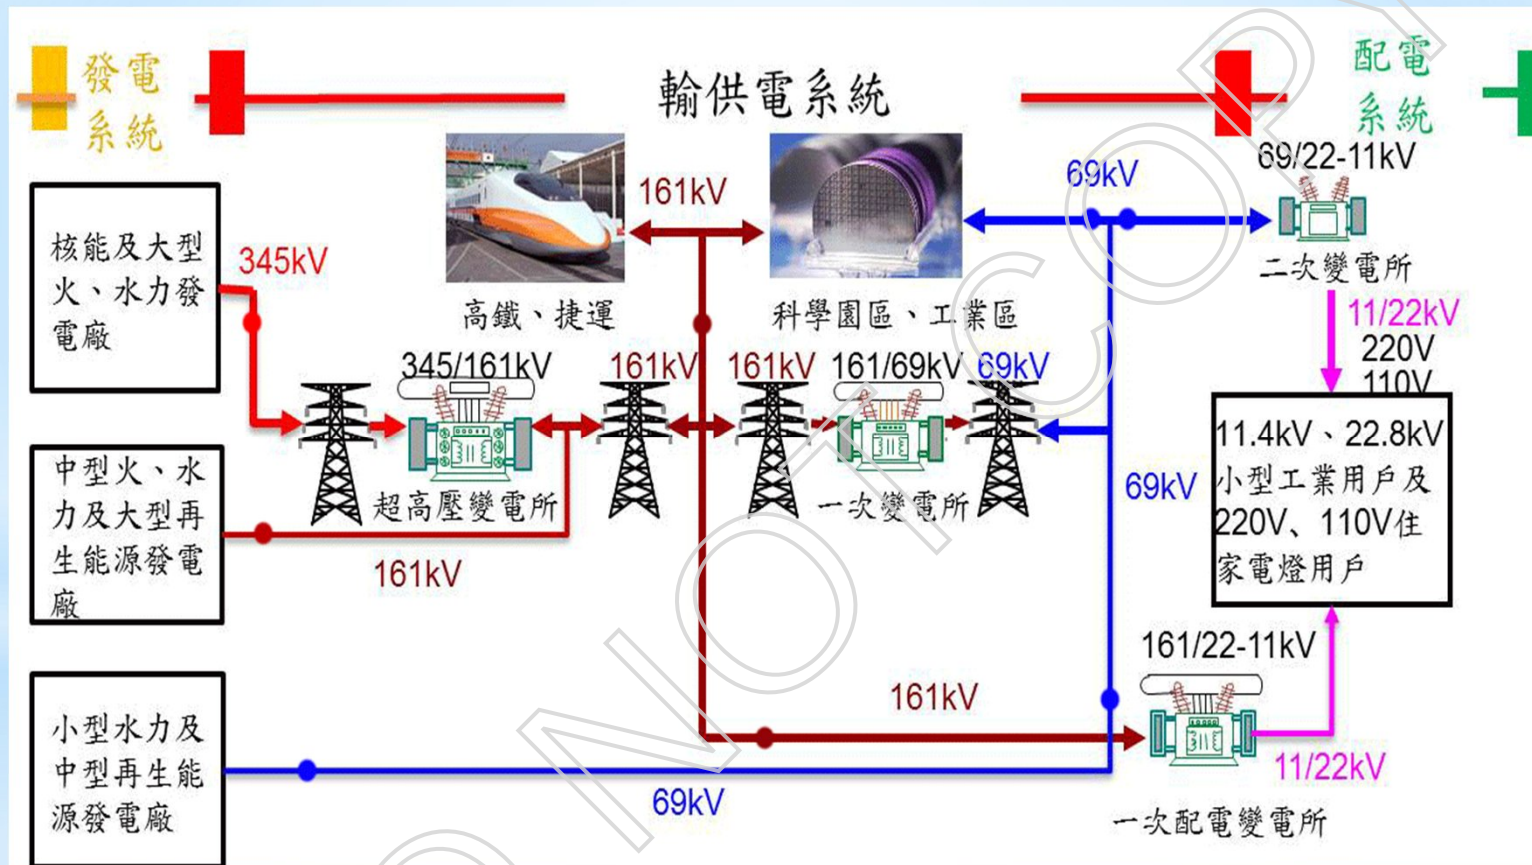 發電
系統
輸供電系統
配電
系統
核能及大型
火、水力發
電廠
345kV
高鐵、捷運
161kV
科學園區、工業區
69kV
69/22-11kV
二次變電所
11/22kV
220V
110V
345/161kV
超高壓變電所
161kV
161kV
161/69kV
一次變電所
69kV
69kV
11.4kV、22.8kV
小型工業用戶及
220V、110V住
家電燈用戶
中型火、水
力及大型再
生能源發電
廠
161kV
161/22-11kV
161kV
11/22kV
一次配電變電所
小型水力及
中型再生能
源發電廠
69kV
DO NOT COPY